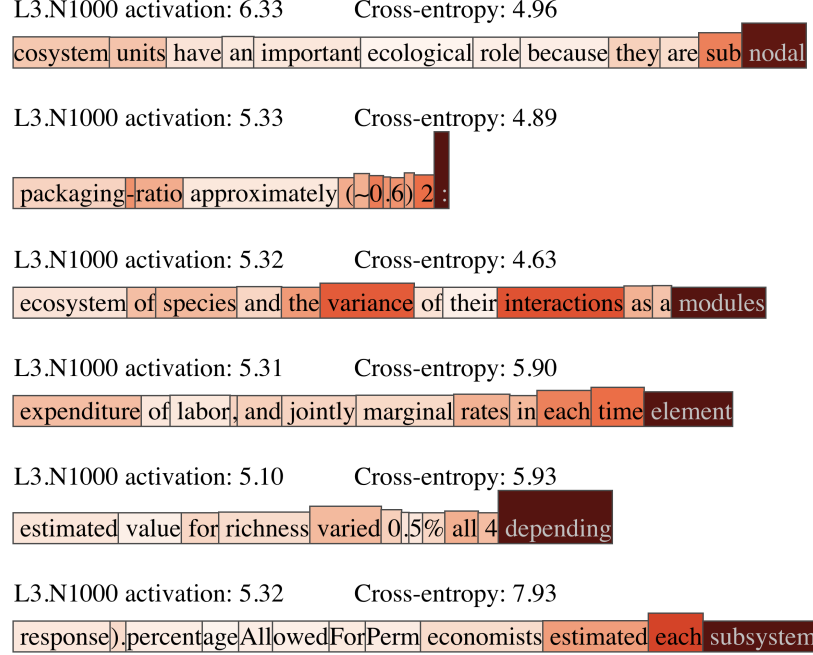 L3.N1000 activation: 6.33 Cross-entropy: 4.96
cosystem units have an important ecological role because they are sub nodal
L3.N1000 activation: 5.33 Cross-entropy: 4.89
packaging-ratio approximately (~0.6) 2 :
L3.N1000 activation: 5.32 Cross-entropy: 4.63
ecosystem of species and the variance of their interactions as a modules
L3.N1000 activation: 5.31 Cross-entropy: 5.90
expenditure of labor, and jointly marginal rates in each time element
L3.N1000 activation: 5.10 Cross-entropy: 5.93
estimated value for richness varied 0.5% all 4 depending
L3.N1000 activation: 5.32 Cross-entropy: 7.93
response).percentageAllowedForPerm economists estimated each subsystem